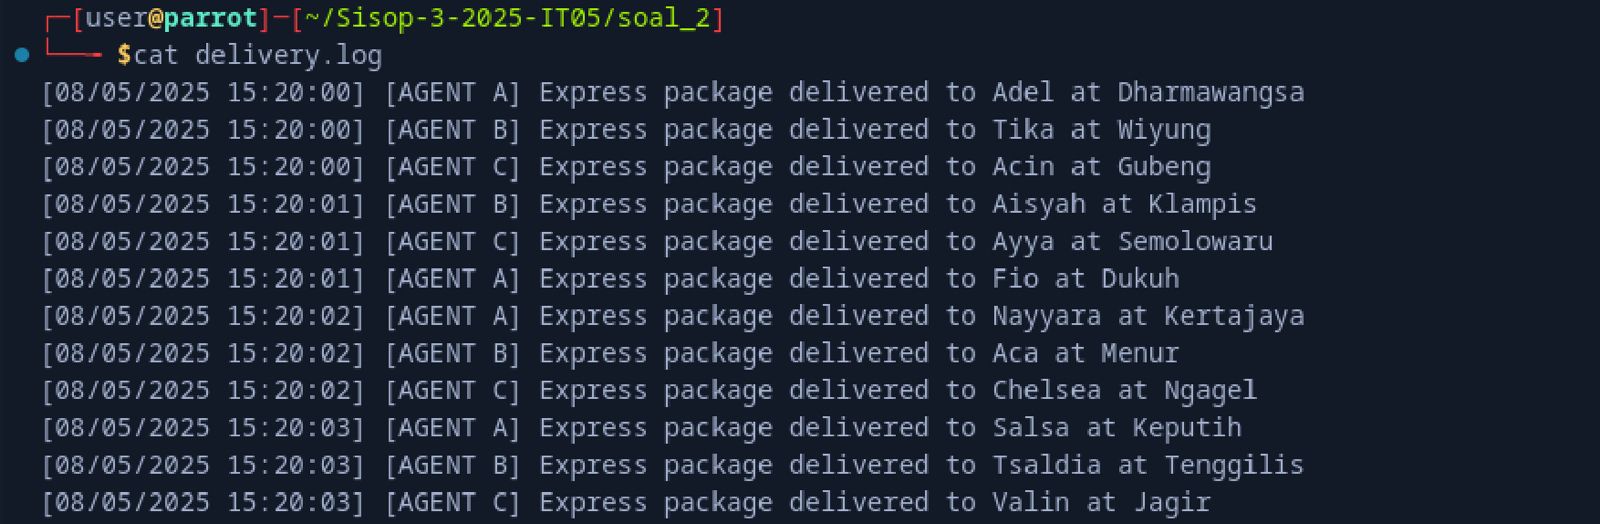 ┌─[user@parrot]─[~/Sisop-3-2025-IT05/soal_2]
└──╼ $cat delivery.log
[08/05/2025 15:20:00] [AGENT A] Express package delivered to Adel at Dharmawangsa
[08/05/2025 15:20:00] [AGENT B] Express package delivered to Tika at Wiyung
[08/05/2025 15:20:00] [AGENT C] Express package delivered to Acin at Gubeng
[08/05/2025 15:20:01] [AGENT B] Express package delivered to Aisyah at Klampis
[08/05/2025 15:20:01] [AGENT C] Express package delivered to Ayya at Semolowaru
[08/05/2025 15:20:01] [AGENT A] Express package delivered to Fio at Dukuh
[08/05/2025 15:20:02] [AGENT A] Express package delivered to Nayyara at Kertajaya
[08/05/2025 15:20:02] [AGENT B] Express package delivered to Aca at Menur
[08/05/2025 15:20:02] [AGENT C] Express package delivered to Chelsea at Ngagel
[08/05/2025 15:20:03] [AGENT A] Express package delivered to Salsa at Keputih
[08/05/2025 15:20:03] [AGENT B] Express package delivered to Tsaldia at Tenggilis
[08/05/2025 15:20:03] [AGENT C] Express package delivered to Valin at Jagir